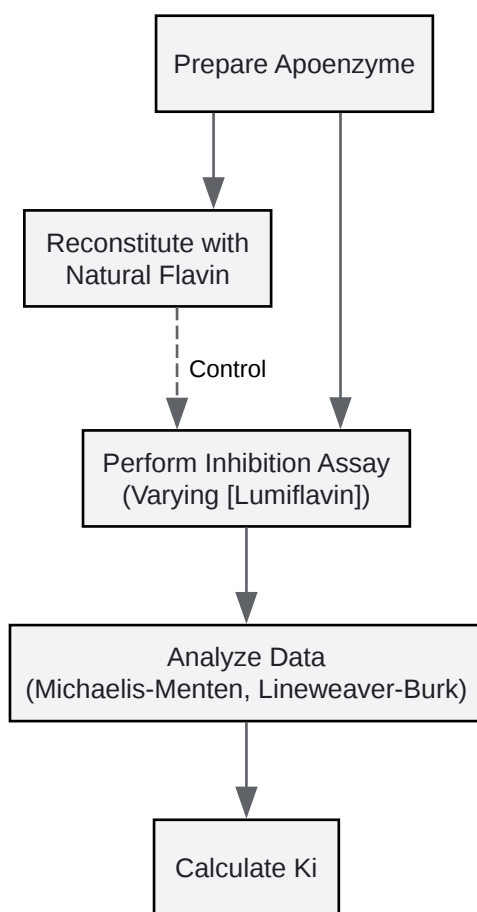 Prepare Apoenzyme
Reconstitute with
Natural Flavin
Control
Perform Inhibition Assay
(Varying [Lumiflavin])
Analyze Data
(Michaelis-Menten, Lineweaver-Burk)
Calculate Ki